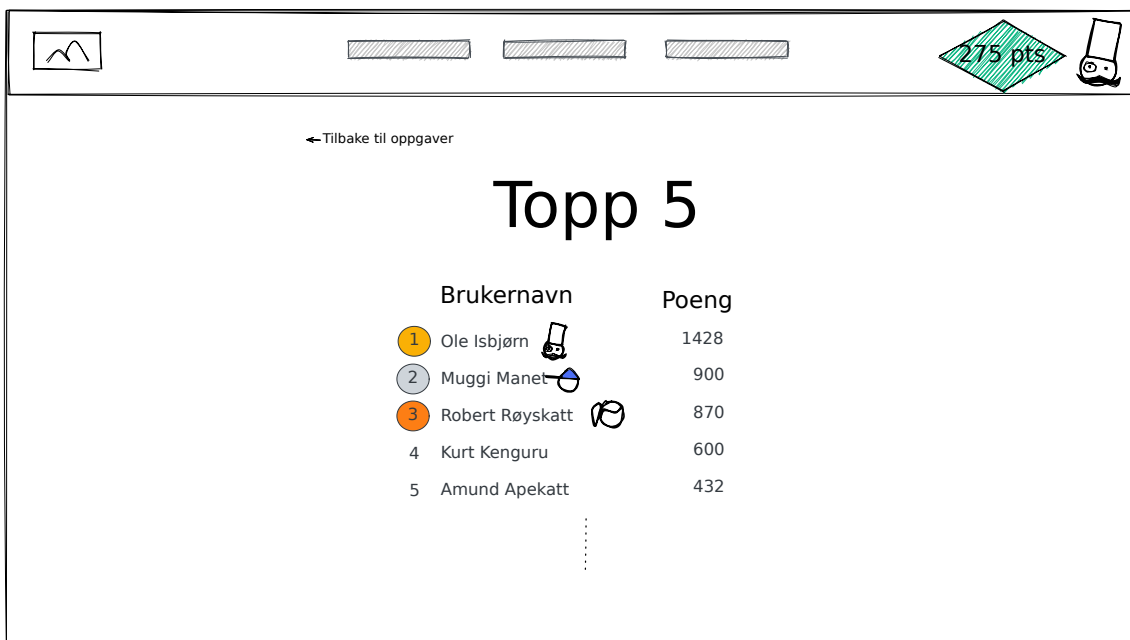 275 pts
Tilbake til oppgaver
Topp 5
Brukernavn Poeng
1 Ole Isbjørn 1428
2 Muggi Manet 900
3 Robert Røyskatt 870
4 Kurt Kenguru 600
5 Amund Apekatt 432